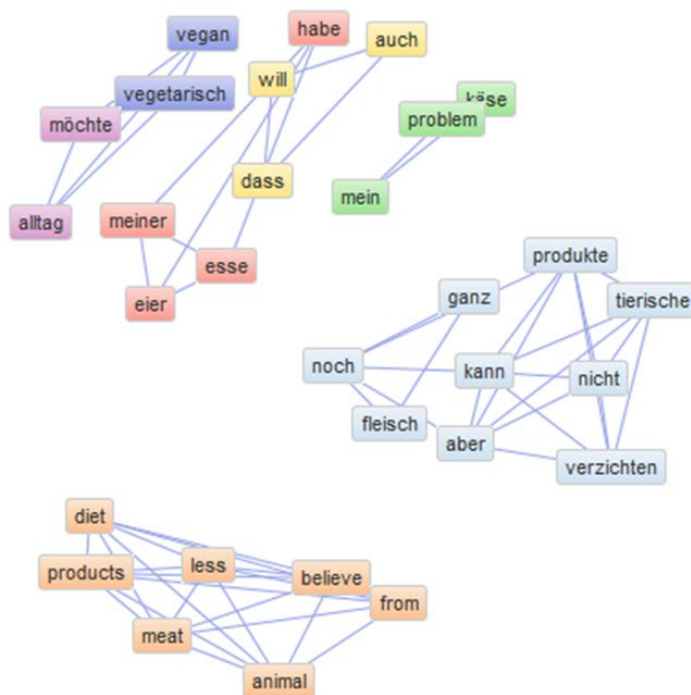 vegan
habe
auch
will
vegetarisch
käse
problem
möchte
dass
mein
alltag
meiner
esse
eier
produkte
tierische
ganz
noch
kann
nicht
fleisch
aber
verzichten
diet
products
less
believe
from
meat
animal